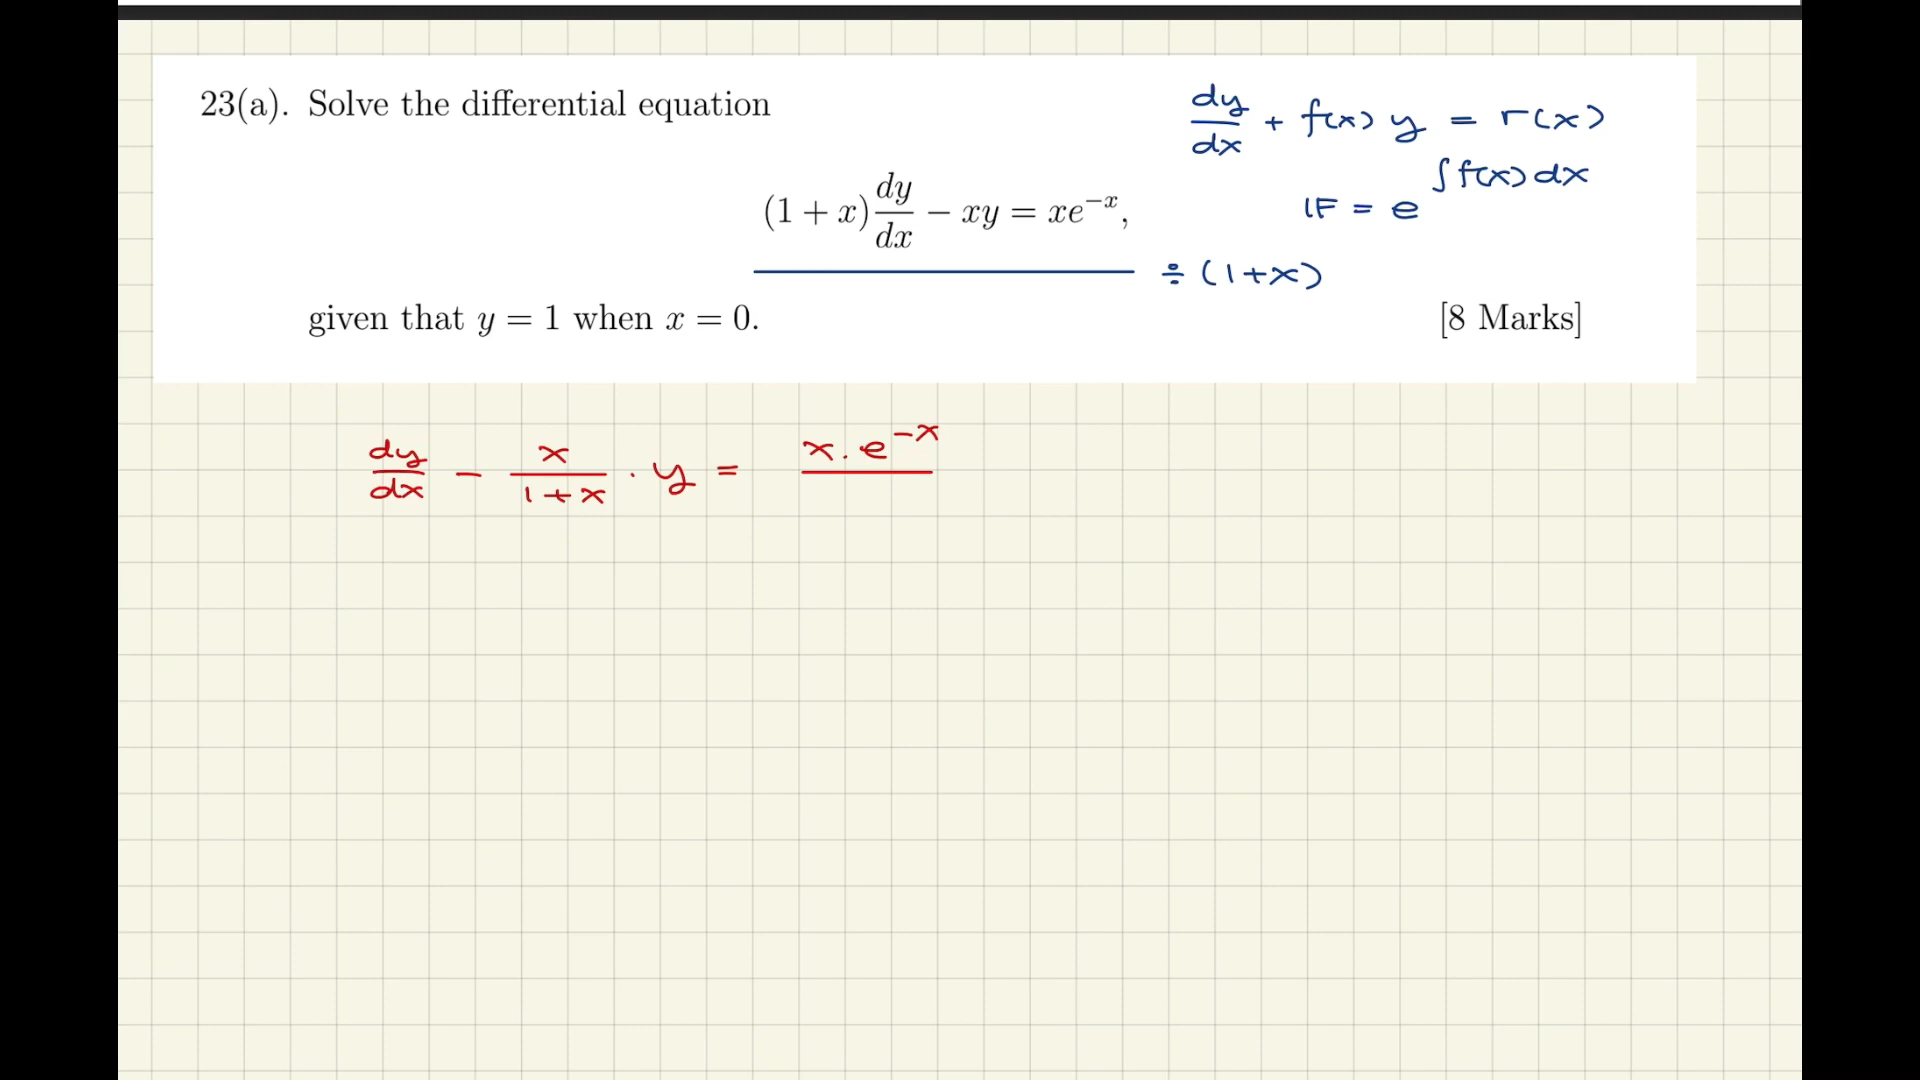 23(a). Solve the differential equation
dy/dx + f(x) y = r(x)
IF = e^∫f(x)dx
(1 + x) dy/dx − xy = xe^−x,
÷ (1+x)
given that y = 1 when x = 0. [8 Marks]
dy/dx − x/(1+x) · y = x.e^−x